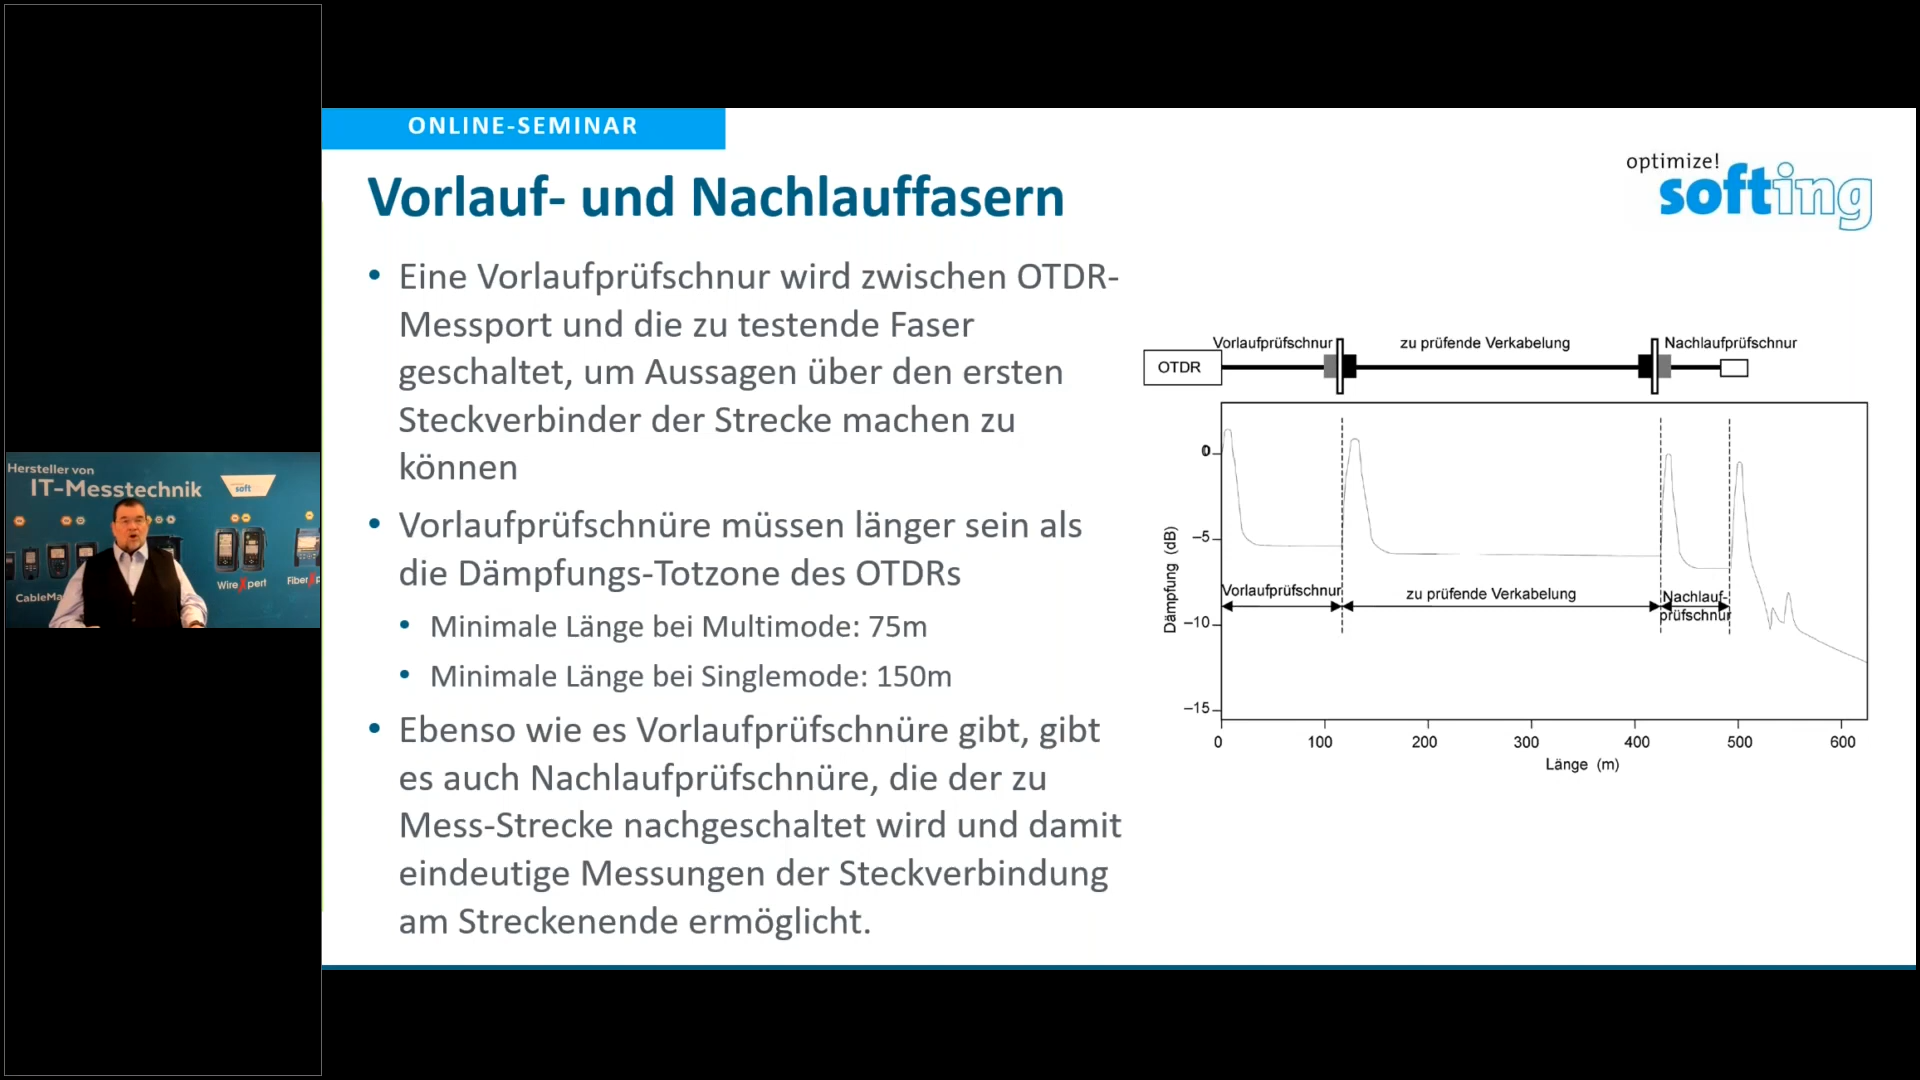 ONLINE-SEMINAR
optimize!
softing
Vorlauf- und Nachlauffasern
• Eine Vorlaufprüfschnur wird zwischen OTDR-
Messport und die zu testende Faser
geschaltet, um Aussagen über den ersten
Steckverbinder der Strecke machen zu
können
• Vorlaufprüfschnüre müssen länger sein als
die Dämpfungs-Totzone des OTDRs
• Minimale Länge bei Multimode: 75m
• Minimale Länge bei Singlemode: 150m
• Ebenso wie es Vorlaufprüfschnüre gibt, gibt
es auch Nachlaufprüfschnüre, die der zu
Mess-Strecke nachgeschaltet wird und damit
eindeutige Messungen der Steckverbindung
am Streckenende ermöglicht.
Vorlaufprüfschnur zu prüfende Verkabelung Nachlaufprüfschnur
OTDR
0
−5
−10
−15
Dämpfung (dB)
Vorlaufprüfschnur zu prüfende Verkabelung Nachlauf-
prüfschnur
0 100 200 300 400 500 600
Länge (m)
Hersteller von
IT-Messtechnik
soft
WireXpert
CableMa